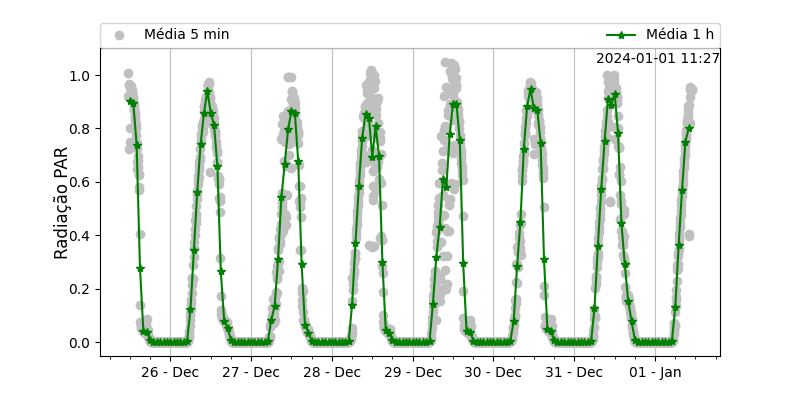 Média 5 min
Média 1 h
2024-01-01 11:27
Radiação PAR
1.0
0.8
0.6
0.4
0.2
0.0
26 - Dec
27 - Dec
28 - Dec
29 - Dec
30 - Dec
31 - Dec
01 - Jan